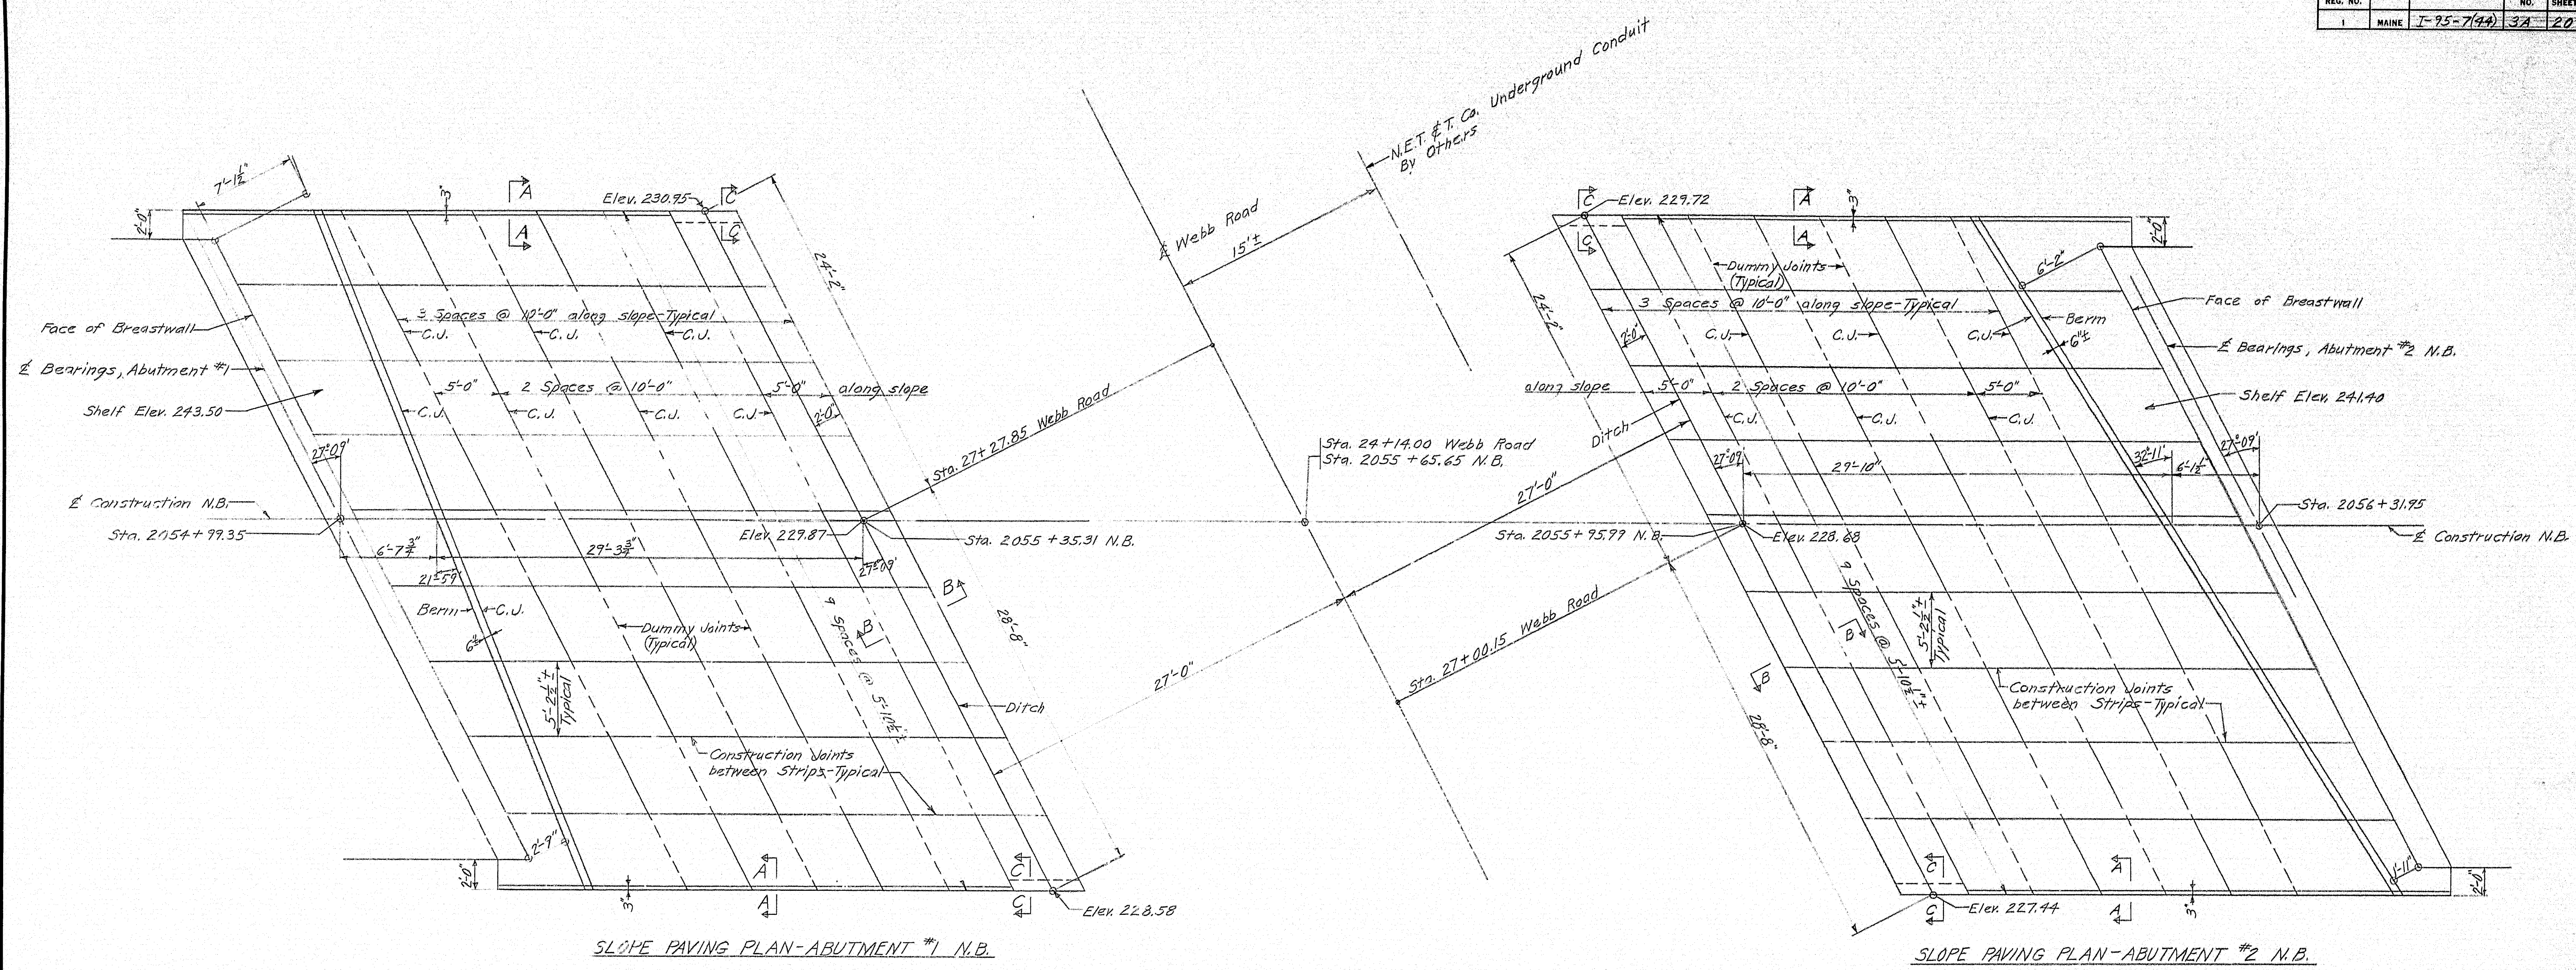 REG. NO.
NO.
SHEET
1
MAINE
I-95-7(44)
3A
20
N.E.T. & T. Co. Underground Conduit
By Others
℄ Webb Road
15'±
7'-1½"
2'-0"
3"
A
A
Elev. 230.95
C
C
24'-2"
3 Spaces @ 10'-0" along slope-Typical
C.J.
C.J.
C.J.
Face of Breastwall
℄ Bearings, Abutment #1
Shelf Elev. 243.50
5'-0"
2 Spaces @ 10'-0"
5'-0"
along slope
C.J.
C.J.
C.J.
C.J.
2'-0"
27°09'
Sta. 27+27.85 Webb Road
℄ Construction N.B.
Sta. 2054+99.35
Elev. 229.87
Sta. 2055+35.31 N.B.
6'-7¾"
29'-3¾"
21°59'
27°09'
Berm
C.J.
6"±
Dummy Joints
(Typical)
9 Spaces @ 5'-10½"±
B
B
28'-8"
5'-2½"±
Typical
Ditch
Construction Joints
between Strips-Typical
27'-0"
2'-9"
2'-0"
3"
A
A
C
C
Elev. 228.58
SLOPE PAVING PLAN-ABUTMENT #1 N.B.
Sta. 24+14.00 Webb Road
Sta. 2055+65.65 N.B.
27'-0"
Sta. 27+00.15 Webb Road
C
C
Elev. 229.72
A
A
3"
2'-0"
24'-2"
Dummy Joints
(Typical)
6'-2"
3 Spaces @ 10'-0" along slope-Typical
2'-0"
C.J.
C.J.
C.J.
Berm
6"±
Face of Breastwall
℄ Bearings, Abutment #2 N.B.
along slope
5'-0"
2 Spaces @ 10'-0"
5'-0"
Shelf Elev. 241.40
C.J.
C.J.
C.J.
Ditch
27°09'
29'-10"
32°11'
6'-1½"
27°09'
Sta. 2056+31.95
Sta. 2055+95.99 N.B.
Elev. 228.68
℄ Construction N.B.
9 Spaces @ 5'-10½"±
5'-2½"±
Typical
B
B
Construction Joints
between Strips-Typical
28'-8"
1'-11"
2'-0"
C
C
Elev. 227.44
A
A
3"
SLOPE PAVING PLAN-ABUTMENT #2 N.B.